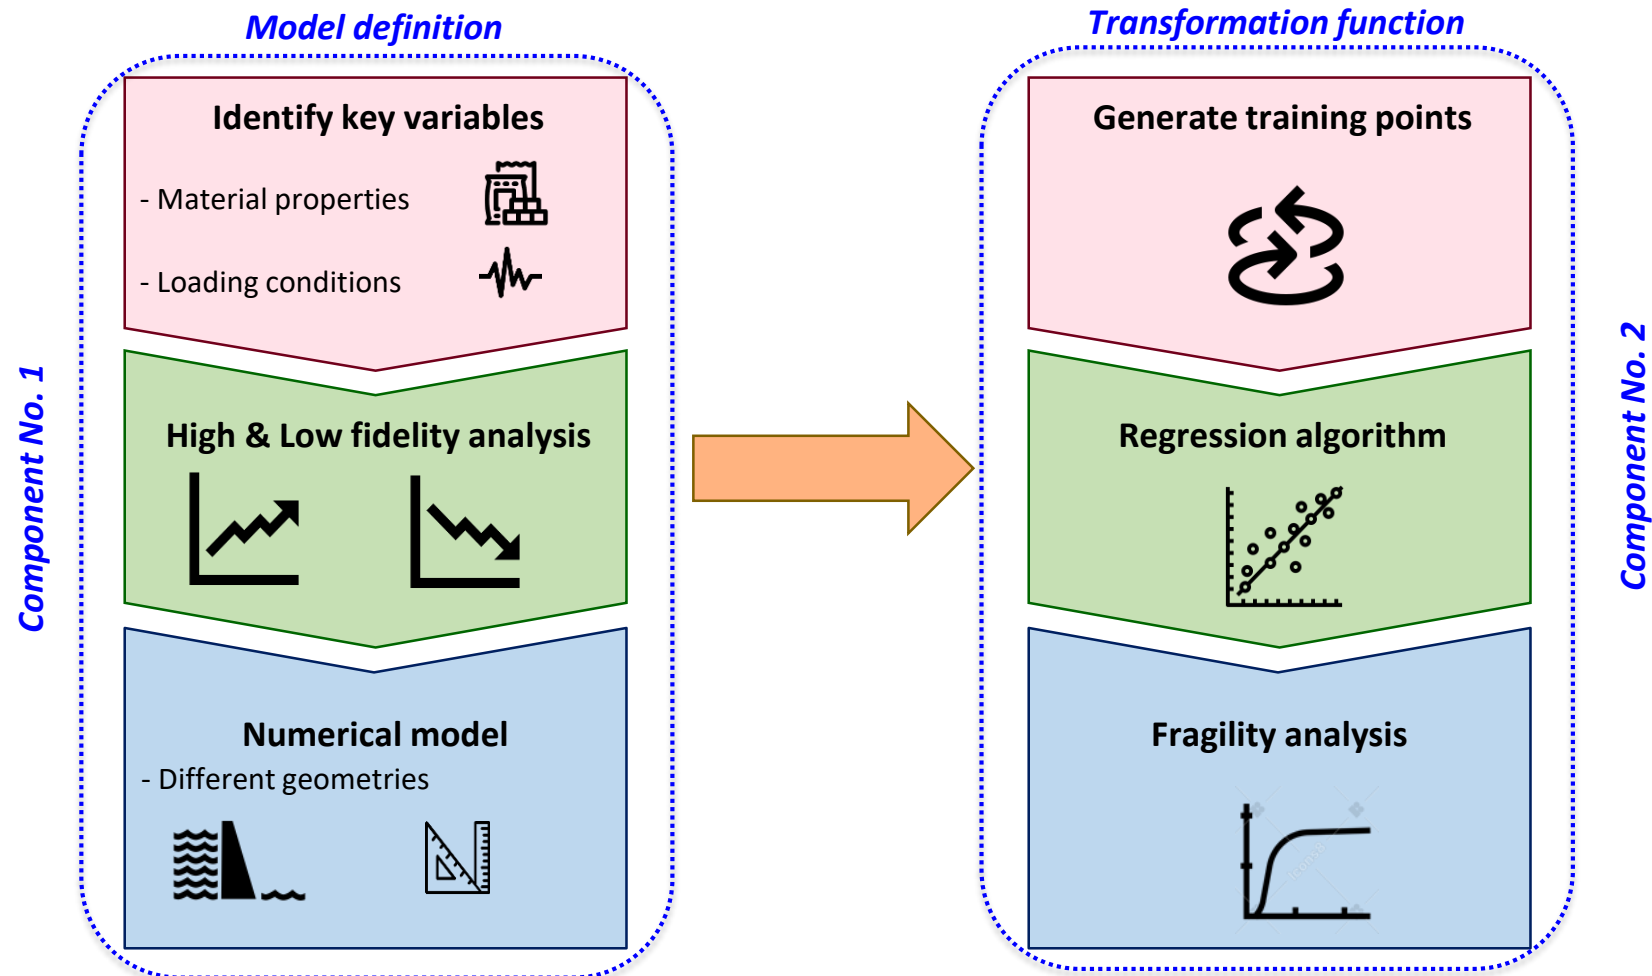 Model definition
Component No. 1
Identify key variables
- Material properties
- Loading conditions
High & Low fidelity analysis
Numerical model
- Different geometries
Transformation function
Component No. 2
Generate training points
Regression algorithm
Fragility analysis